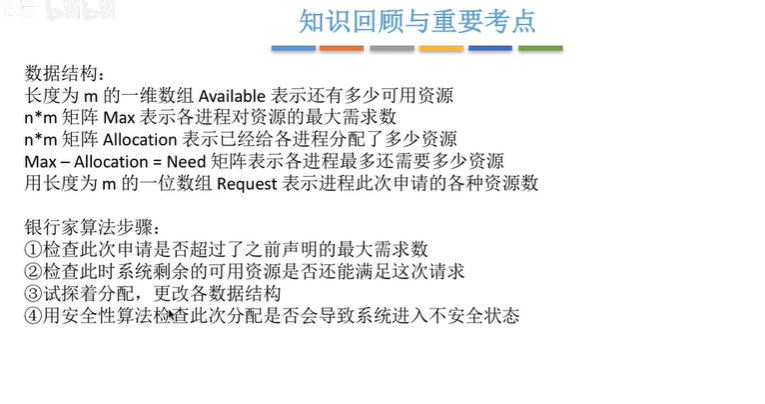 知识回顾与重要考点
数据结构：
长度为 m 的一维数组 Available 表示还有多少可用资源
n*m 矩阵 Max 表示各进程对资源的最大需求数
n*m 矩阵 Allocation 表示已经给各进程分配了多少资源
Max – Allocation = Need 矩阵表示各进程最多还需要多少资源
用长度为 m 的一位数组 Request 表示进程此次申请的各种资源数
银行家算法步骤：
①检查此次申请是否超过了之前声明的最大需求数
②检查此时系统剩余的可用资源是否还能满足这次请求
③试探着分配，更改各数据结构
④用安全性算法检查此次分配是否会导致系统进入不安全状态